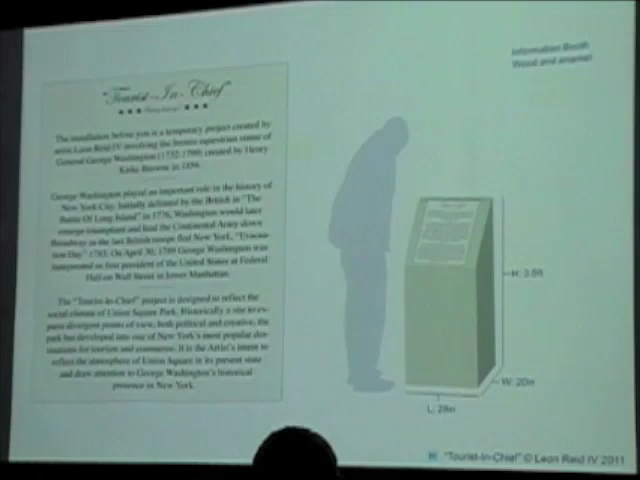 Information Booth
Wood and enamel
"Tourist-In-Chief"
The installation before you is a temporary project created by
artist Leon Reid IV involving the bronze equestrian statue of
General George Washington (1732-1799) created by Henry
Kirke Browne in 1856.
George Washington played an important role in the history of
New York City. Initially defeated by the British in "The
Battle Of Long Island" in 1776, Washington would later
emerge triumphant and lead the Continental Army down
Broadway as the last British troops fled New York, "Evacua-
tion Day" 1783. On April 30, 1789 George Washington was
inaugurated as first president of the United States at Federal
Hall on Wall Street in lower Manhattan.
The "Tourist-In-Chief" project is designed to reflect the
social climate of Union Square Park. Historically a site to ex-
pose divergent points of view, both political and creative, the
park has developed into one of New York's most popular des-
tinations for tourism and commerce. It is the Artist's intent to
reflect the atmosphere of Union Square in its present state
and draw attention to George Washington's historical
presence in New York.
H: 3.5ft
W: 20in
L: 28in
"Tourist-In-Chief" © Leon Reid IV 2011